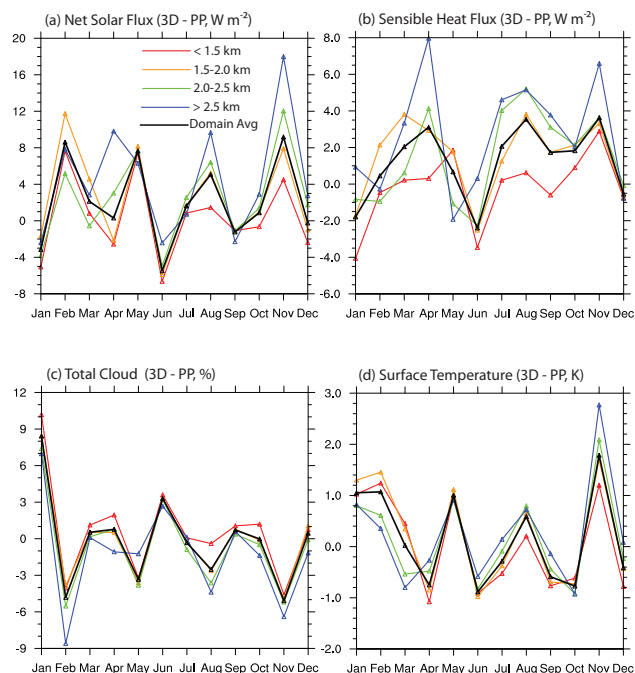 (a) Net Solar Flux (3D - PP, W m⁻²)
20
16
12
8
4
0
-4
-8
< 1.5 km
1.5-2.0 km
2.0-2.5 km
> 2.5 km
Domain Avg
Jan Feb Mar Apr May Jun Jul Aug Sep Oct Nov Dec
(b) Sensible Heat Flux (3D - PP, W m⁻²)
8.0
6.0
4.0
2.0
0.0
-2.0
-4.0
-6.0
Jan Feb Mar Apr May Jun Jul Aug Sep Oct Nov Dec
(c) Total Cloud (3D - PP, %)
12
9
6
3
0
-3
-6
-9
Jan Feb Mar Apr May Jun Jul Aug Sep Oct Nov Dec
(d) Surface Temperature (3D - PP, K)
3.0
2.0
1.0
0.0
-1.0
-2.0
Jan Feb Mar Apr May Jun Jul Aug Sep Oct Nov Dec